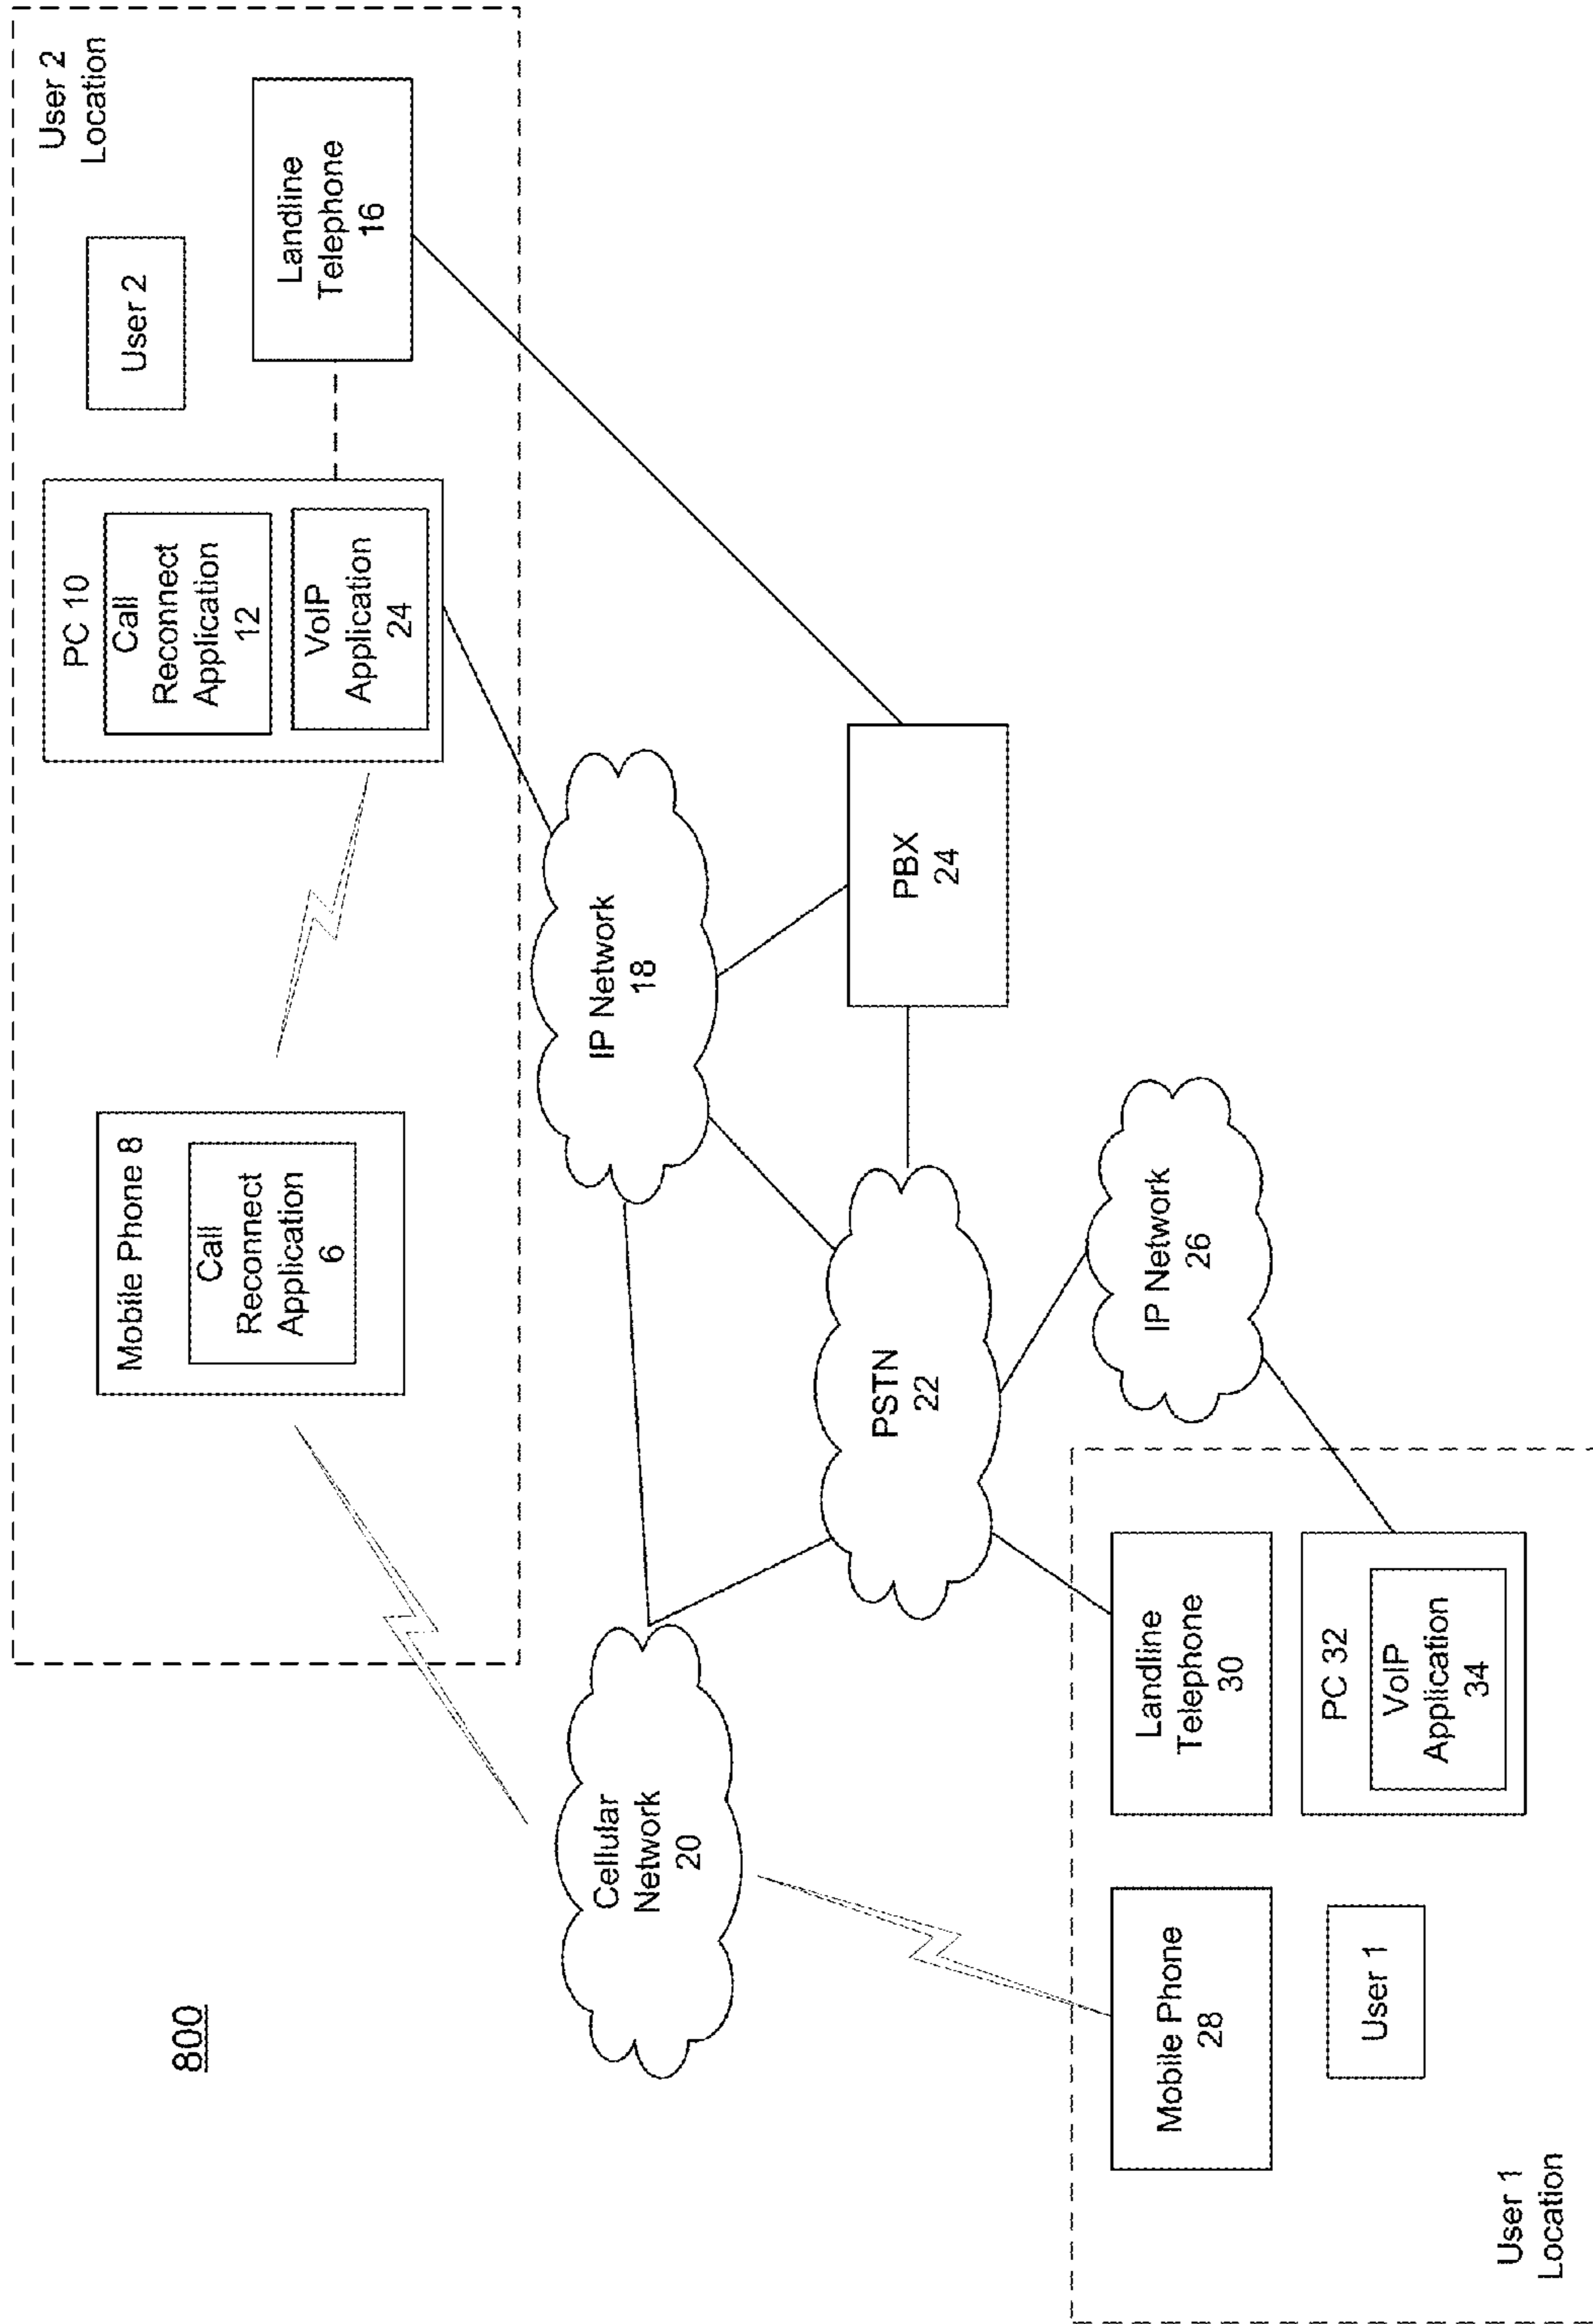 800
User 2
Location
Mobile Phone 8
Call
Reconnect
Application
6
PC 10
Call
Reconnect
Application
12
VoIP
Application
24
User 2
Landline
Telephone
16
Cellular
Network
20
IP Network
18
PSTN
22
PBX
24
IP Network
26
Mobile Phone
28
Landline
Telephone
30
User 1
PC 32
VoIP
Application
34
User 1
Location